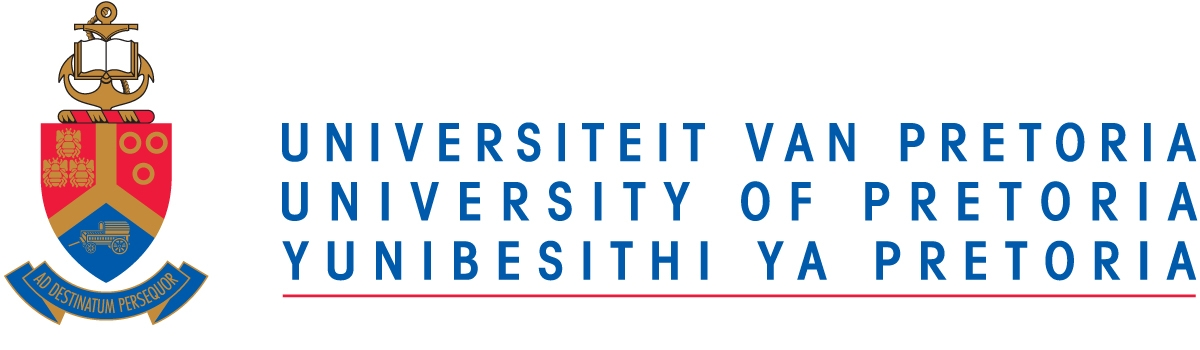 UNIVERSITEIT VAN PRETORIA
UNIVERSITY OF PRETORIA
YUNIBESITHI YA PRETORIA
AD DESTINATUM PERSEQUOR